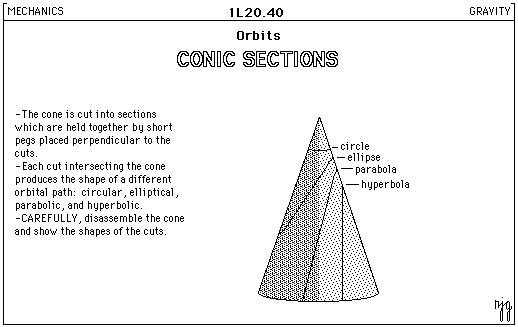 MECHANICS
1L20.40
GRAVITY
Orbits
CONIC SECTIONS
-The cone is cut into sections
which are held together by short
pegs placed perpendicular to the
cuts.
-Each cut intersecting the cone
produces the shape of a different
orbital path: circular, elliptical,
parabolic, and hyperbolic.
-CAREFULLY, disassemble the cone
and show the shapes of the cuts.
circle
ellipse
parabola
hyperbola
njg